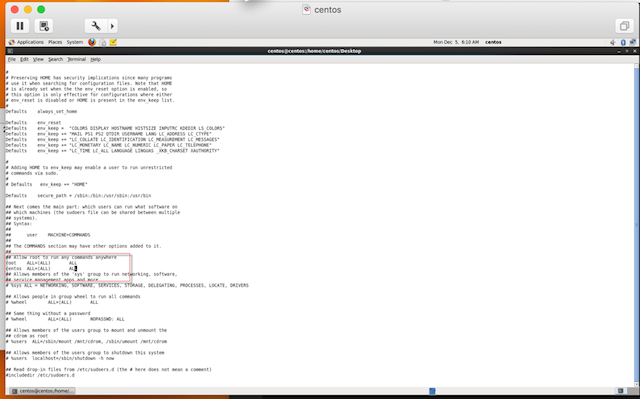 centos
Applications Places System
Mon Dec 5, 6:10 AM centos
centos@centos:/home/centos/Desktop
File Edit View Search Terminal Help
#
# Preserving HOME has security implications since many programs
# use it when searching for configuration files. Note that HOME
# is already set when the the env_reset option is enabled, so
# this option is only effective for configurations where either
# env_reset is disabled or HOME is present in the env_keep list.
#
Defaults always_set_home
Defaults env_reset
Defaults env_keep = "COLORS DISPLAY HOSTNAME HISTSIZE INPUTRC KDEDIR LS_COLORS"
Defaults env_keep += "MAIL PS1 PS2 QTDIR USERNAME LANG LC_ADDRESS LC_CTYPE"
Defaults env_keep += "LC_COLLATE LC_IDENTIFICATION LC_MEASUREMENT LC_MESSAGES"
Defaults env_keep += "LC_MONETARY LC_NAME LC_NUMERIC LC_PAPER LC_TELEPHONE"
Defaults env_keep += "LC_TIME LC_ALL LANGUAGE LINGUAS _XKB_CHARSET XAUTHORITY"
#
# Adding HOME to env_keep may enable a user to run unrestricted
# commands via sudo.
#
# Defaults env_keep += "HOME"
Defaults secure_path = /sbin:/bin:/usr/sbin:/usr/bin
## Next comes the main part: which users can run what software on
## which machines (the sudoers file can be shared between multiple
## systems).
## Syntax:
##
## user MACHINE=COMMANDS
##
## The COMMANDS section may have other options added to it.
##
## Allow root to run any commands anywhere
root ALL=(ALL) ALL
centos ALL=(ALL) ALL
## Allows members of the 'sys' group to run networking, software,
## service management apps and more.
# %sys ALL = NETWORKING, SOFTWARE, SERVICES, STORAGE, DELEGATING, PROCESSES, LOCATE, DRIVERS
## Allows people in group wheel to run all commands
# %wheel ALL=(ALL) ALL
## Same thing without a password
# %wheel ALL=(ALL) NOPASSWD: ALL
## Allows members of the users group to mount and unmount the
## cdrom as root
# %users ALL=/sbin/mount /mnt/cdrom, /sbin/umount /mnt/cdrom
## Allows members of the users group to shutdown this system
# %users localhost=/sbin/shutdown -h now
## Read drop-in files from /etc/sudoers.d (the # here does not mean a comment)
#includedir /etc/sudoers.d
centos@centos:/home/...